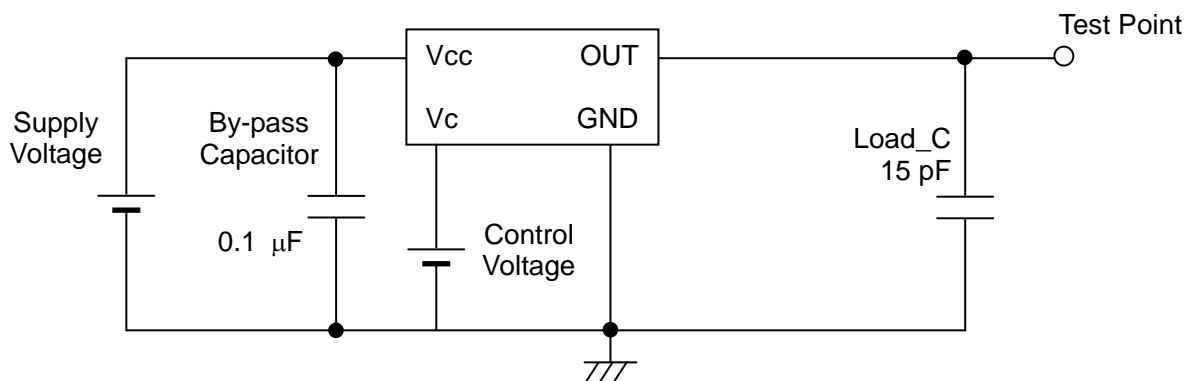 Test Point
Vcc OUT
Vc GND
Supply
Voltage
By-pass
Capacitor
0.1 μF
Control
Voltage
Load_C
15 pF